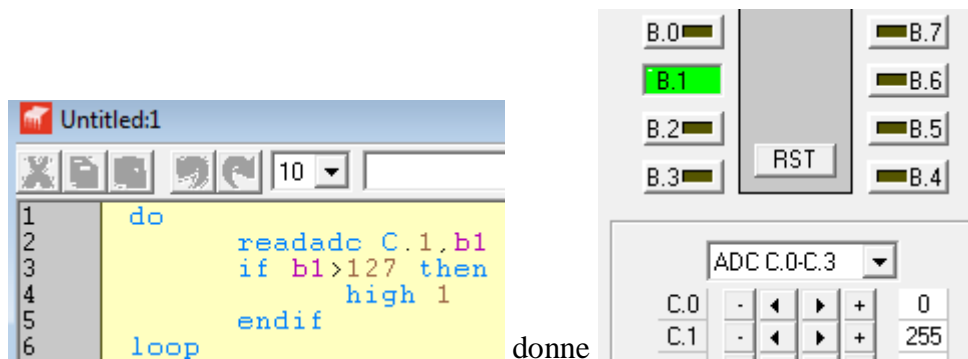 Untitled:1
10
1 do
2 readadc C.1,b1
3 if b1>127 then
4 high 1
5 endif
6 loop
donne
B.0 B.7
B.1 B.6
B.2 B.5
B.3 RST B.4
ADC C.0-C.3
C.0 - + 0
C.1 - + 255